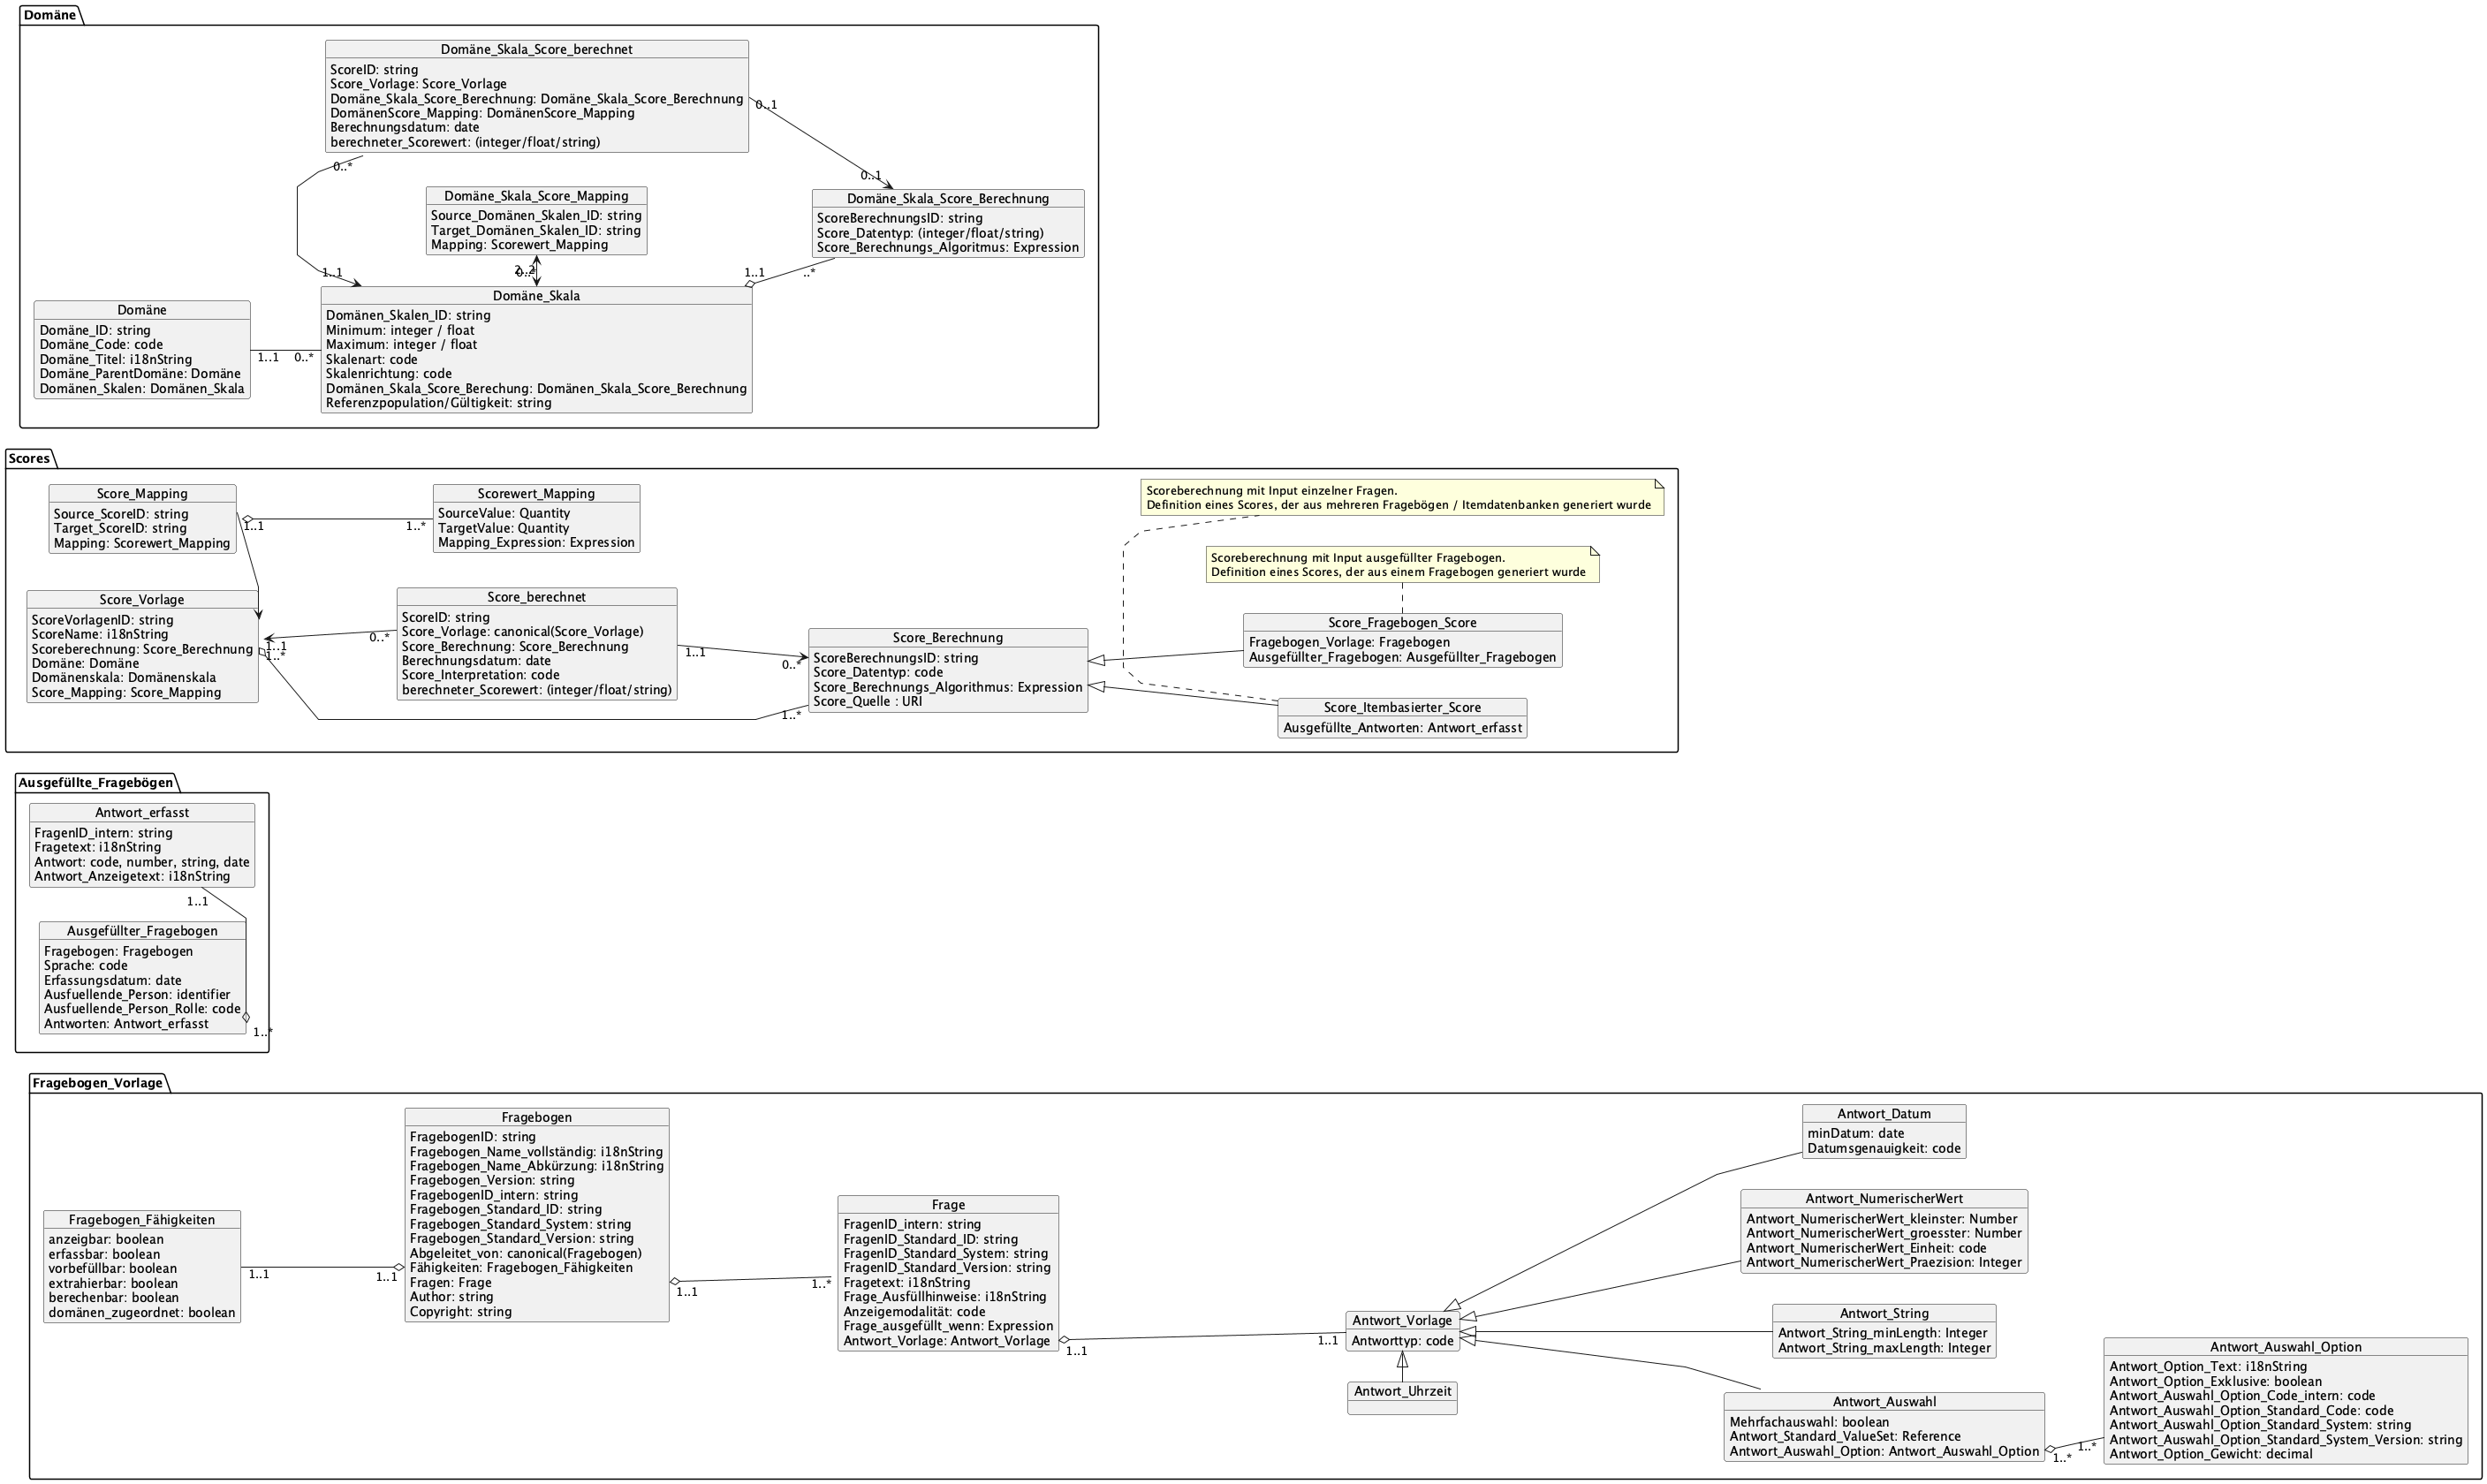 Domäne
Domäne_Skala_Score_berechnet
ScoreID: string
Score_Vorlage: Score_Vorlage
Domäne_Skala_Score_Berechnung: Domäne_Skala_Score_Berechnung
DomänenScore_Mapping: DomänenScore_Mapping
Berechnungsdatum: date
berechneter_Scorewert: (integer/float/string)
0..1
0..*
0..1
Domäne_Skala_Score_Mapping
Source_Domänen_Skalen_ID: string
Target_Domänen_Skalen_ID: string
Mapping: Scorewert_Mapping
Domäne_Skala_Score_Berechnung
ScoreBerechnungsID: string
Score_Datentyp: (integer/float/string)
Score_Berechnungs_Algoritmus: Expression
1..1
2..2
0..*
1..1
..*
Domäne
Domäne_ID: string
Domäne_Code: code
Domäne_Titel: i18nString
Domäne_ParentDomäne: Domäne
Domänen_Skalen: Domänen_Skala
1..1
0..*
Domäne_Skala
Domänen_Skalen_ID: string
Minimum: integer / float
Maximum: integer / float
Skalenart: code
Skalenrichtung: code
Domänen_Skala_Score_Berechung: Domänen_Skala_Score_Berechnung
Referenzpopulation/Gültigkeit: string
Scores
Score_Mapping
Source_ScoreID: string
Target_ScoreID: string
Mapping: Scorewert_Mapping
1..1
1..*
Scorewert_Mapping
SourceValue: Quantity
TargetValue: Quantity
Mapping_Expression: Expression
Scoreberechnung mit Input einzelner Fragen.
Definition eines Scores, der aus mehreren Fragebögen / Itemdatenbanken generiert wurde
Scoreberechnung mit Input ausgefüllter Fragebogen.
Definition eines Scores, der aus einem Fragebogen generiert wurde
Score_Vorlage
ScoreVorlagenID: string
ScoreName: i18nString
Scoreberechnung: Score_Berechnung
Domäne: Domäne
Domänenskala: Domänenskala
Score_Mapping: Score_Mapping
1..1
1..*
0..*
Score_berechnet
ScoreID: string
Score_Vorlage: canonical(Score_Vorlage)
Score_Berechnung: Score_Berechnung
Berechnungsdatum: date
Score_Interpretation: code
berechneter_Scorewert: (integer/float/string)
1..1
0..*
1..*
Score_Berechnung
ScoreBerechnungsID: string
Score_Datentyp: code
Score_Berechnungs_Algorithmus: Expression
Score_Quelle : URI
Score_Fragebogen_Score
Fragebogen_Vorlage: Fragebogen
Ausgefüllter_Fragebogen: Ausgefüllter_Fragebogen
Score_Itembasierter_Score
Ausgefüllte_Antworten: Antwort_erfasst
Ausgefüllte_Fragebögen
Antwort_erfasst
FragenID_intern: string
Fragetext: i18nString
Antwort: code, number, string, date
Antwort_Anzeigetext: i18nString
1..1
Ausgefüllter_Fragebogen
Fragebogen: Fragebogen
Sprache: code
Erfassungsdatum: date
Ausfuellende_Person: identifier
Ausfuellende_Person_Rolle: code
Antworten: Antwort_erfasst
1..*
Fragebogen_Vorlage
Fragebogen_Fähigkeiten
anzeigbar: boolean
erfassbar: boolean
vorbefüllbar: boolean
extrahierbar: boolean
berechenbar: boolean
domänen_zugeordnet: boolean
1..1
1..1
Fragebogen
FragebogenID: string
Fragebogen_Name_vollständig: i18nString
Fragebogen_Name_Abkürzung: i18nString
Fragebogen_Version: string
FragebogenID_intern: string
Fragebogen_Standard_ID: string
Fragebogen_Standard_System: string
Fragebogen_Standard_Version: string
Abgeleitet_von: canonical(Fragebogen)
Fähigkeiten: Fragebogen_Fähigkeiten
Fragen: Frage
Author: string
Copyright: string
1..1
1..*
Frage
FragenID_intern: string
FragenID_Standard_ID: string
FragenID_Standard_System: string
FragenID_Standard_Version: string
Fragetext: i18nString
Frage_Ausfüllhinweise: i18nString
Anzeigemodalität: code
Frage_ausgefüllt_wenn: Expression
Antwort_Vorlage: Antwort_Vorlage
1..1
1..1
Antwort_Vorlage
Antworttyp: code
Antwort_Uhrzeit
Antwort_Datum
minDatum: date
Datumsgenauigkeit: code
Antwort_NumerischerWert
Antwort_NumerischerWert_kleinster: Number
Antwort_NumerischerWert_groesster: Number
Antwort_NumerischerWert_Einheit: code
Antwort_NumerischerWert_Praezision: Integer
Antwort_String
Antwort_String_minLength: Integer
Antwort_String_maxLength: Integer
Antwort_Auswahl
Mehrfachauswahl: boolean
Antwort_Standard_ValueSet: Reference
Antwort_Auswahl_Option: Antwort_Auswahl_Option
1..*
1..*
Antwort_Auswahl_Option
Antwort_Option_Text: i18nString
Antwort_Option_Exklusive: boolean
Antwort_Auswahl_Option_Code_intern: code
Antwort_Auswahl_Option_Standard_Code: code
Antwort_Auswahl_Option_Standard_System: string
Antwort_Auswahl_Option_Standard_System_Version: string
Antwort_Option_Gewicht: decimal